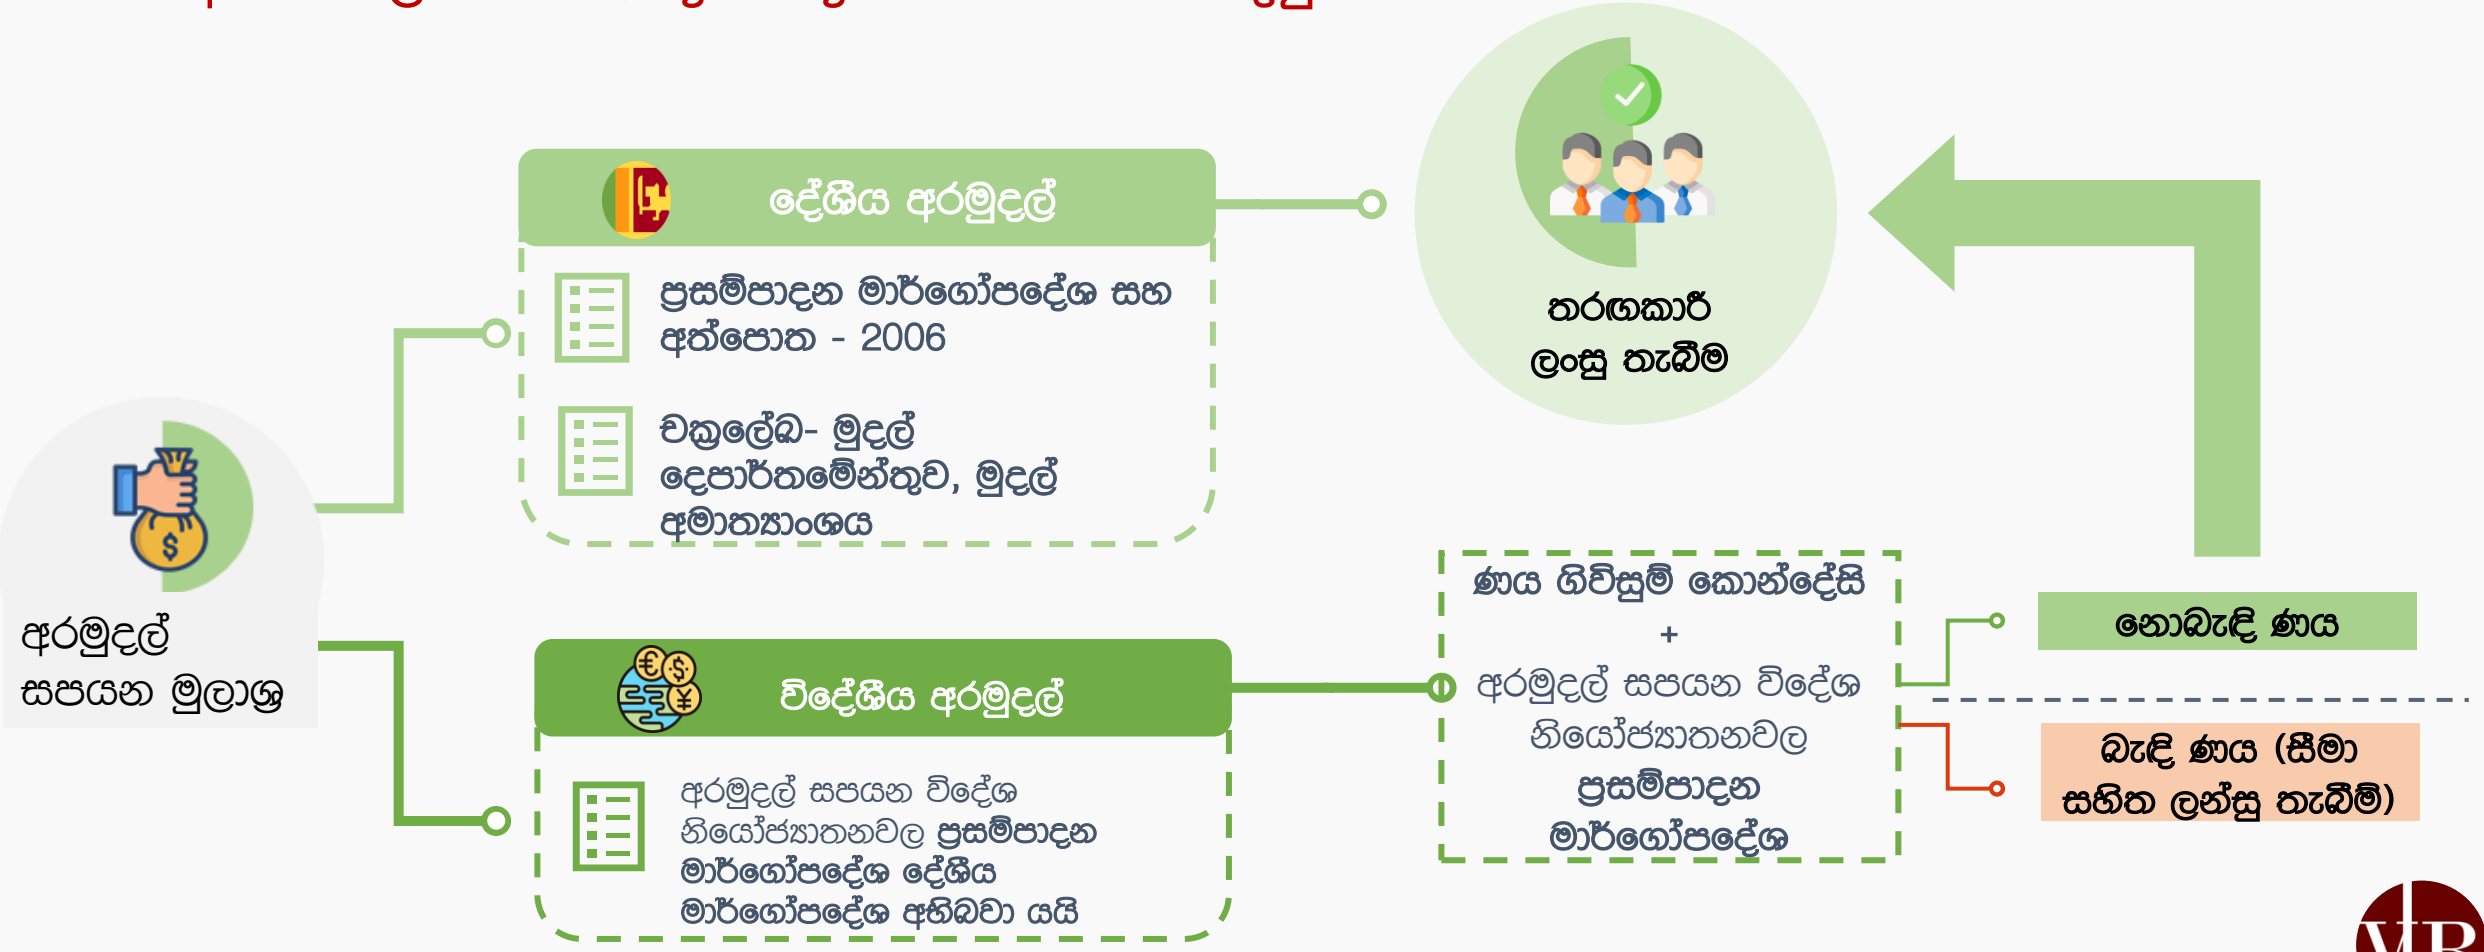 දේශීය අරමුදල්
ප්‍රසම්පාදන මාර්ගෝපදේශ සහ
අත්පොත - 2006
චක්‍රලේඛ- මුදල්
දෙපාර්තමේන්තුව, මුදල්
අමාත්‍යාංශය
තරඟකාරී
ලංසු තැබීම
අරමුදල්
සපයන මුලාශ්‍ර
විදේශීය අරමුදල්
අරමුදල් සපයන විදේශ
නියෝජ්‍යාතනවල ප්‍රසම්පාදන
මාර්ගෝපදේශ දේශීය
මාර්ගෝපදේශ අභිබවා යයි
ණය ගිවිසුම් කොන්දේසි
+
අරමුදල් සපයන විදේශ
නියෝජ්‍යාතනවල
ප්‍රසම්පාදන
මාර්ගෝපදේශ
නොබැඳි ණය
බැඳි ණය (සීමා
සහිත ලන්සු තැබීම්)